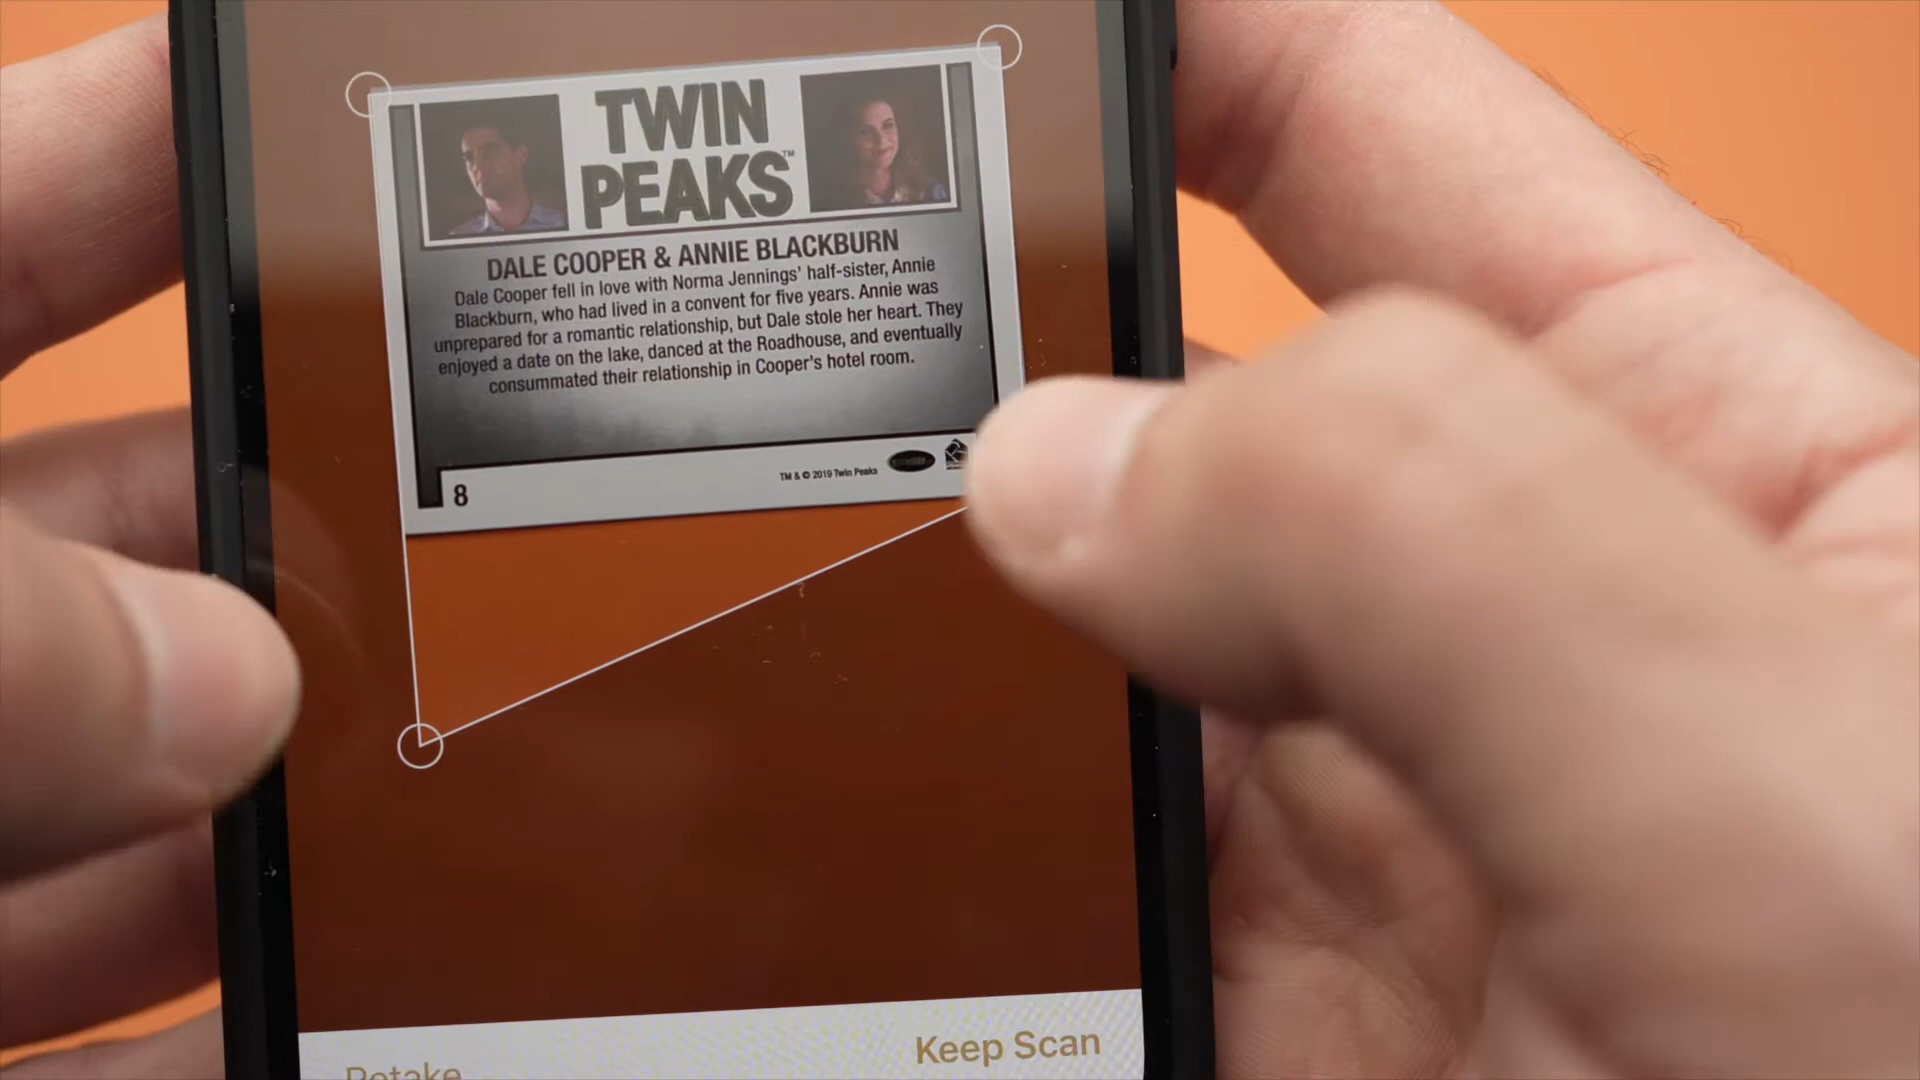 TWIN
PEAKS™
DALE COOPER & ANNIE BLACKBURN
Dale Cooper fell in love with Norma Jennings' half-sister, Annie
Blackburn, who had lived in a convent for five years. Annie was
unprepared for a romantic relationship, but Dale stole her heart. They
enjoyed a date on the lake, danced at the Roadhouse, and eventually
consummated their relationship in Cooper's hotel room.
TM & © 2019 Twin Peaks
8
Keep Scan
Retake